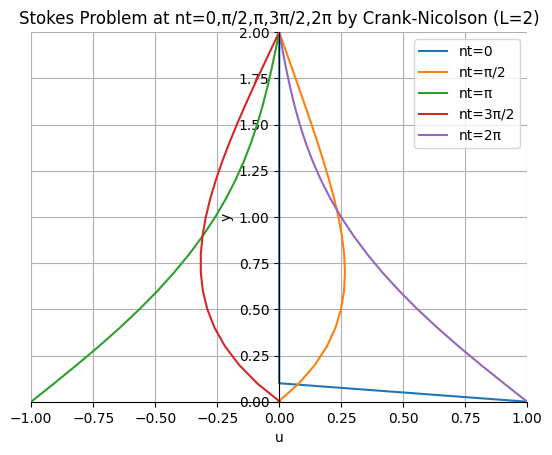 Stokes Problem at nt=0,π/2,π,3π/2,2π by Crank-Nicolson (L=2)
2.00
1.75
1.50
1.25
1.00
0.75
0.50
0.25
0.00
y
nt=0
nt=π/2
nt=π
nt=3π/2
nt=2π
−1.00 −0.75 −0.50 −0.25 0.00 0.25 0.50 0.75 1.00
u